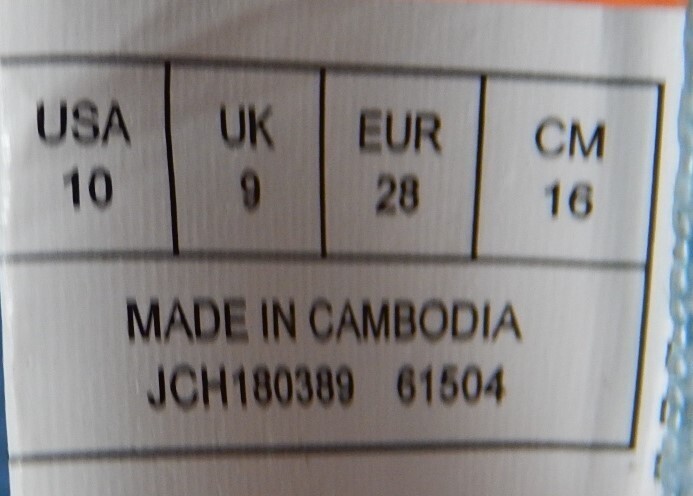 USA UK EUR CM
10 9 28 16
MADE IN CAMBODIA
JCH180389 61504